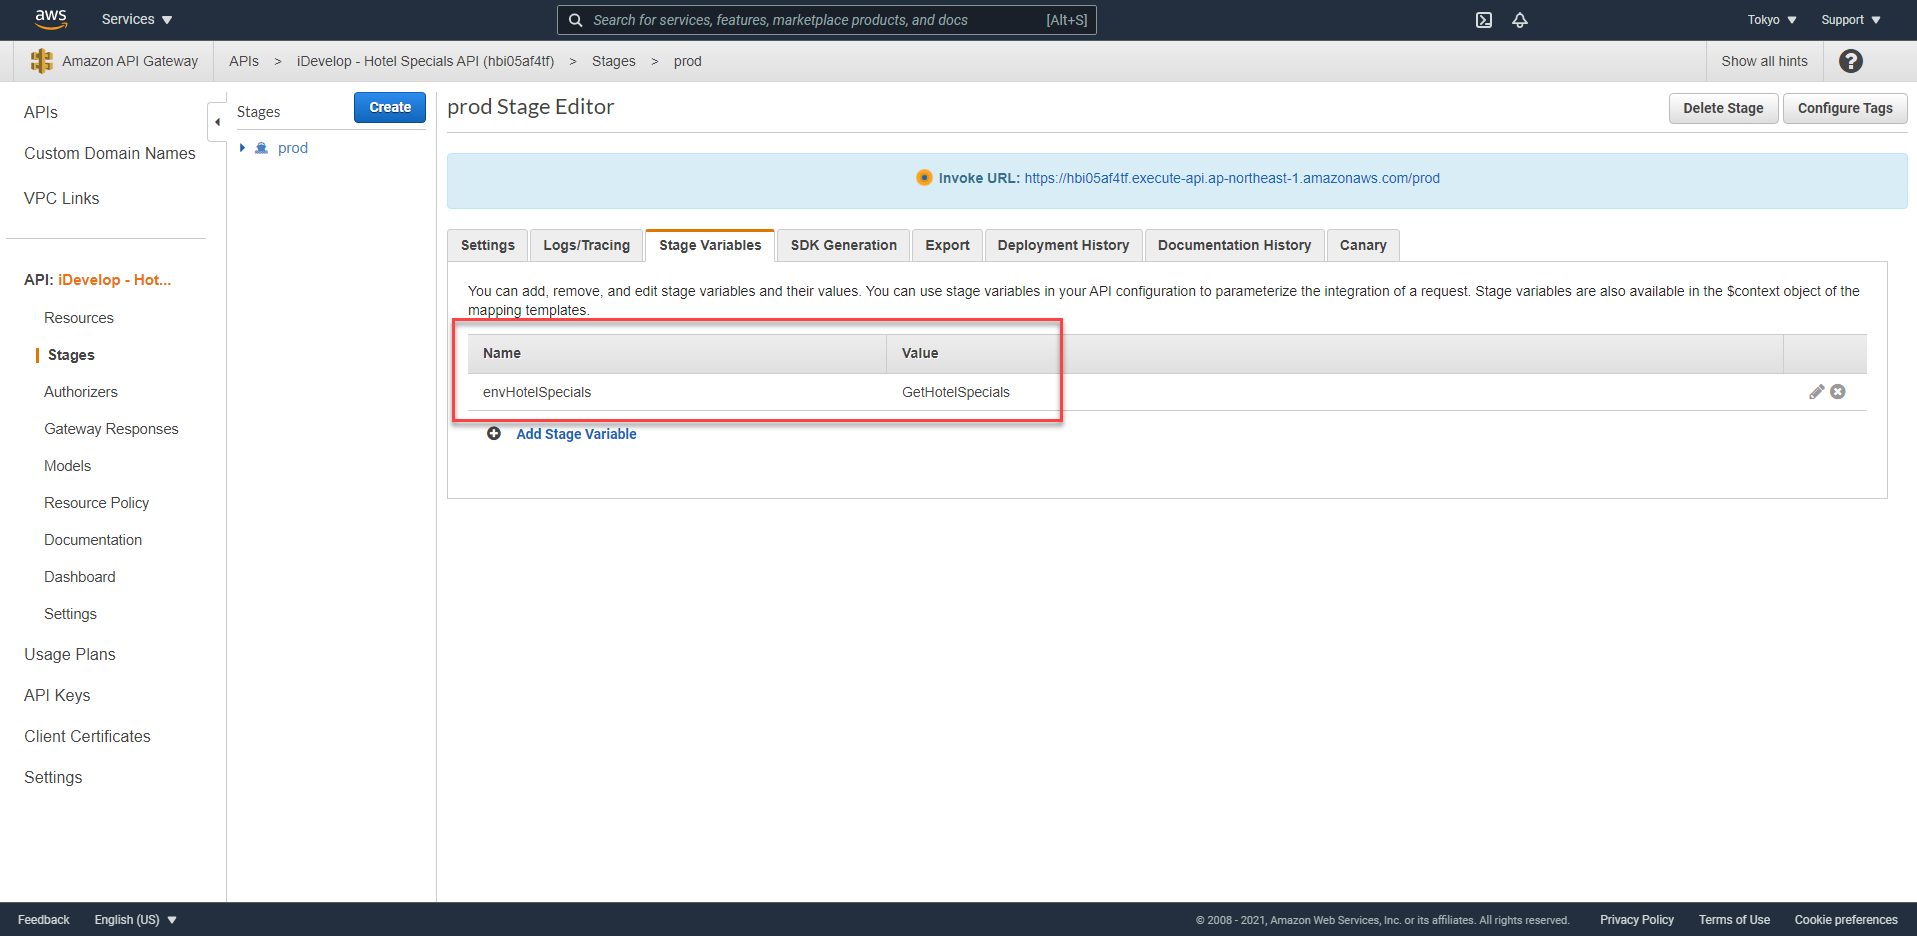 aws Services Search for services, features, marketplace products, and docs [Alt+S] Tokyo Support
Amazon API Gateway APIs > iDevelop - Hotel Specials API (hbi05af4tf) > Stages > prod Show all hints ?
APIs
Custom Domain Names
VPC Links
API: iDevelop - Hot...
Resources
Stages
Authorizers
Gateway Responses
Models
Resource Policy
Documentation
Dashboard
Settings
Usage Plans
API Keys
Client Certificates
Settings
Stages Create
prod
prod Stage Editor Delete Stage Configure Tags
Invoke URL: https://hbi05af4tf.execute-api.ap-northeast-1.amazonaws.com/prod
Settings Logs/Tracing Stage Variables SDK Generation Export Deployment History Documentation History Canary
You can add, remove, and edit stage variables and their values. You can use stage variables in your API configuration to parameterize the integration of a request. Stage variables are also available in the $context object of the
mapping templates.
Name Value
envHotelSpecials GetHotelSpecials
Add Stage Variable
Feedback English (US) © 2008 - 2021, Amazon Web Services, Inc. or its affiliates. All rights reserved. Privacy Policy Terms of Use Cookie preferences